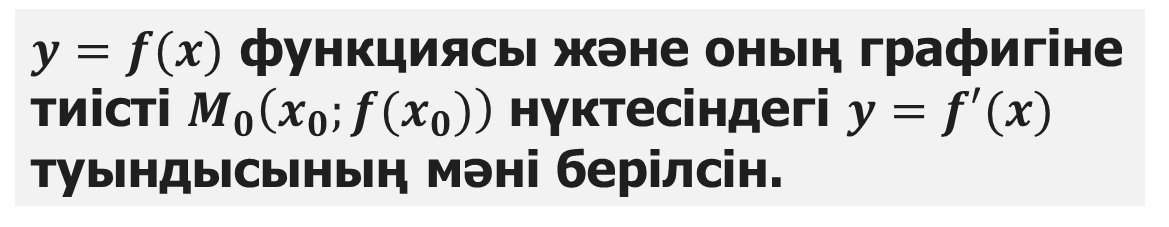 y = f(x) функциясы және оның графигіне
тиісті M₀(x₀; f(x₀)) нүктесіндегі y = f′(x)
туындысының мәні берілсін.